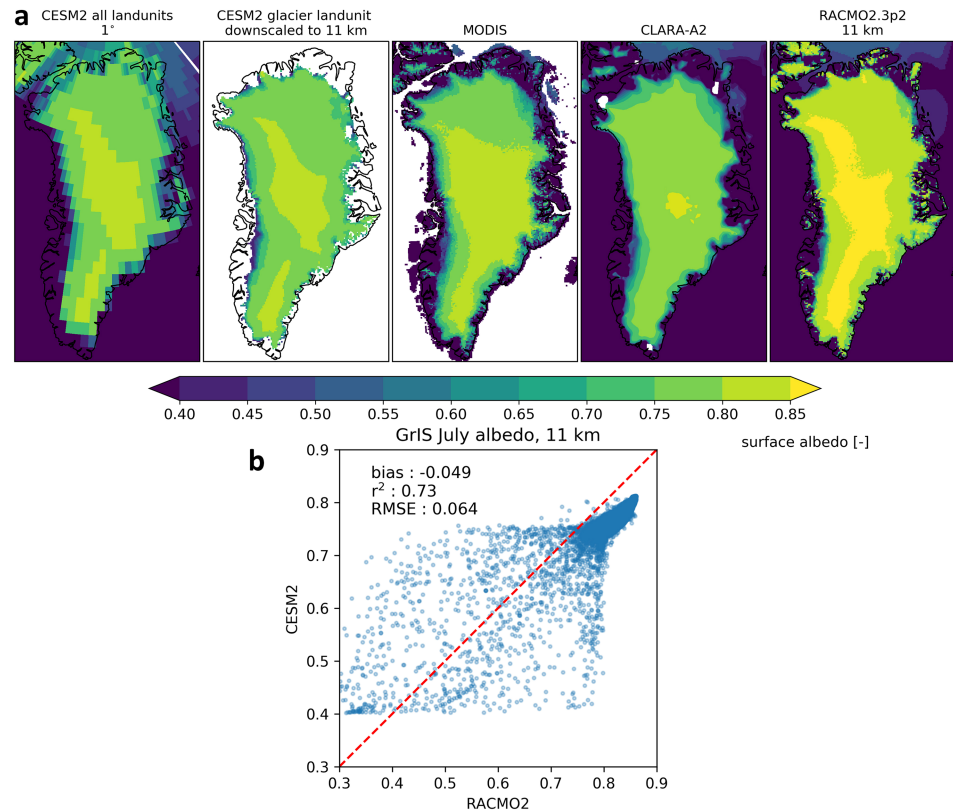 a
CESM2 all landunits
1°
CESM2 glacier landunit
downscaled to 11 km
MODIS
CLARA-A2
RACMO2.3p2
11 km
0.40 0.45 0.50 0.55 0.60 0.65 0.70 0.75 0.80 0.85
surface albedo [-]
b
GrIS July albedo, 11 km
bias : -0.049
r² : 0.73
RMSE : 0.064
0.9
0.8
0.7
0.6
0.5
0.4
0.3
CESM2
0.3 0.4 0.5 0.6 0.7 0.8 0.9
RACMO2